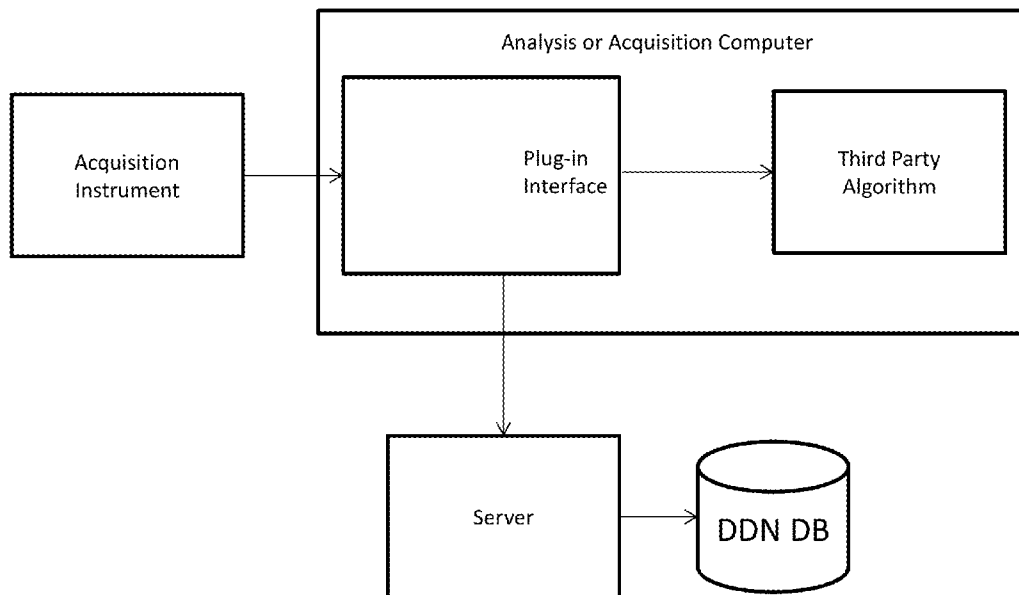 Analysis or Acquisition Computer
Acquisition
Instrument
Plug-in
Interface
Third Party
Algorithm
Server
DDN DB